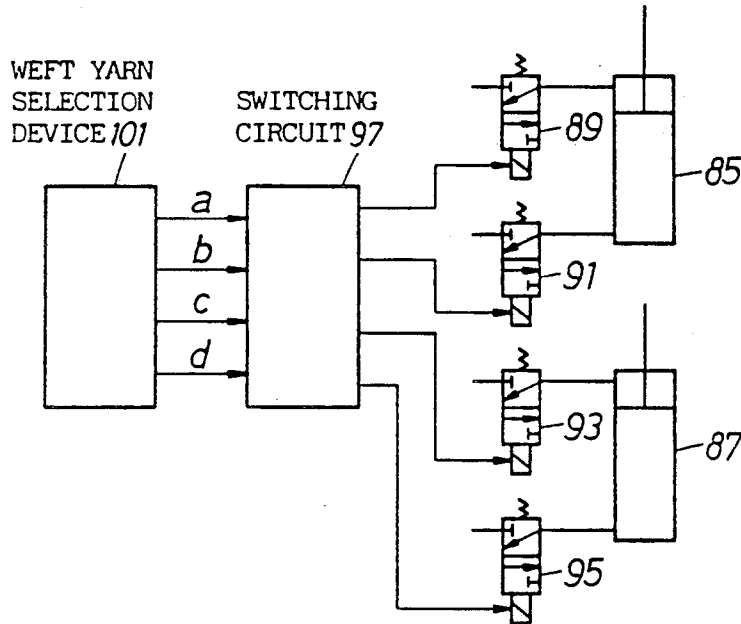 WEFT YARN
SELECTION
DEVICE 101
SWITCHING
CIRCUIT 97
a
b
c
d
89
85
91
93
87
95